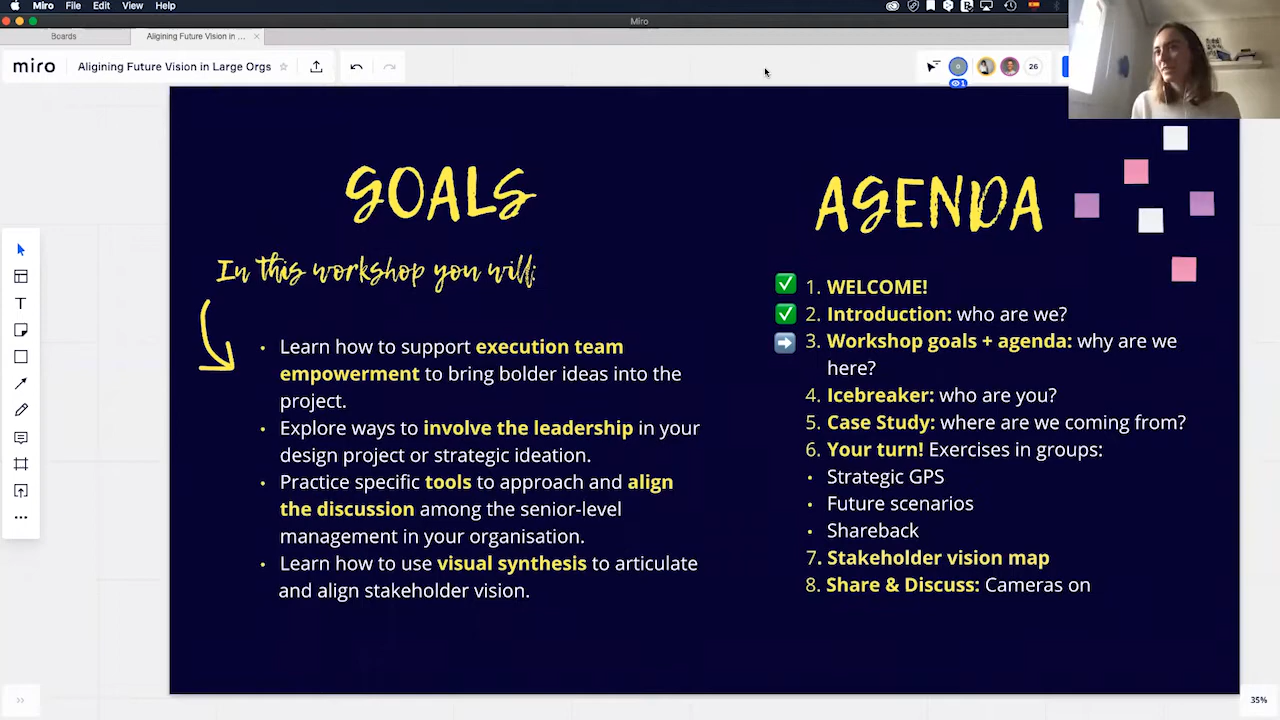 Miro File Edit View Help
Miro
Boards
Aligining Future Vision in ...
miro
Aligining Future Vision in Large Orgs
26
1
GOALS
In this workshop you will:
Learn how to support execution team
empowerment to bring bolder ideas into the
project.
Explore ways to involve the leadership in your
design project or strategic ideation.
Practice specific tools to approach and align
the discussion among the senior-level
management in your organisation.
Learn how to use visual synthesis to articulate
and align stakeholder vision.
AGENDA
1. WELCOME!
2. Introduction: who are we?
3. Workshop goals + agenda: why are we
here?
4. Icebreaker: who are you?
5. Case Study: where are we coming from?
6. Your turn! Exercises in groups:
Strategic GPS
Future scenarios
Shareback
7. Stakeholder vision map
8. Share & Discuss: Cameras on
35%